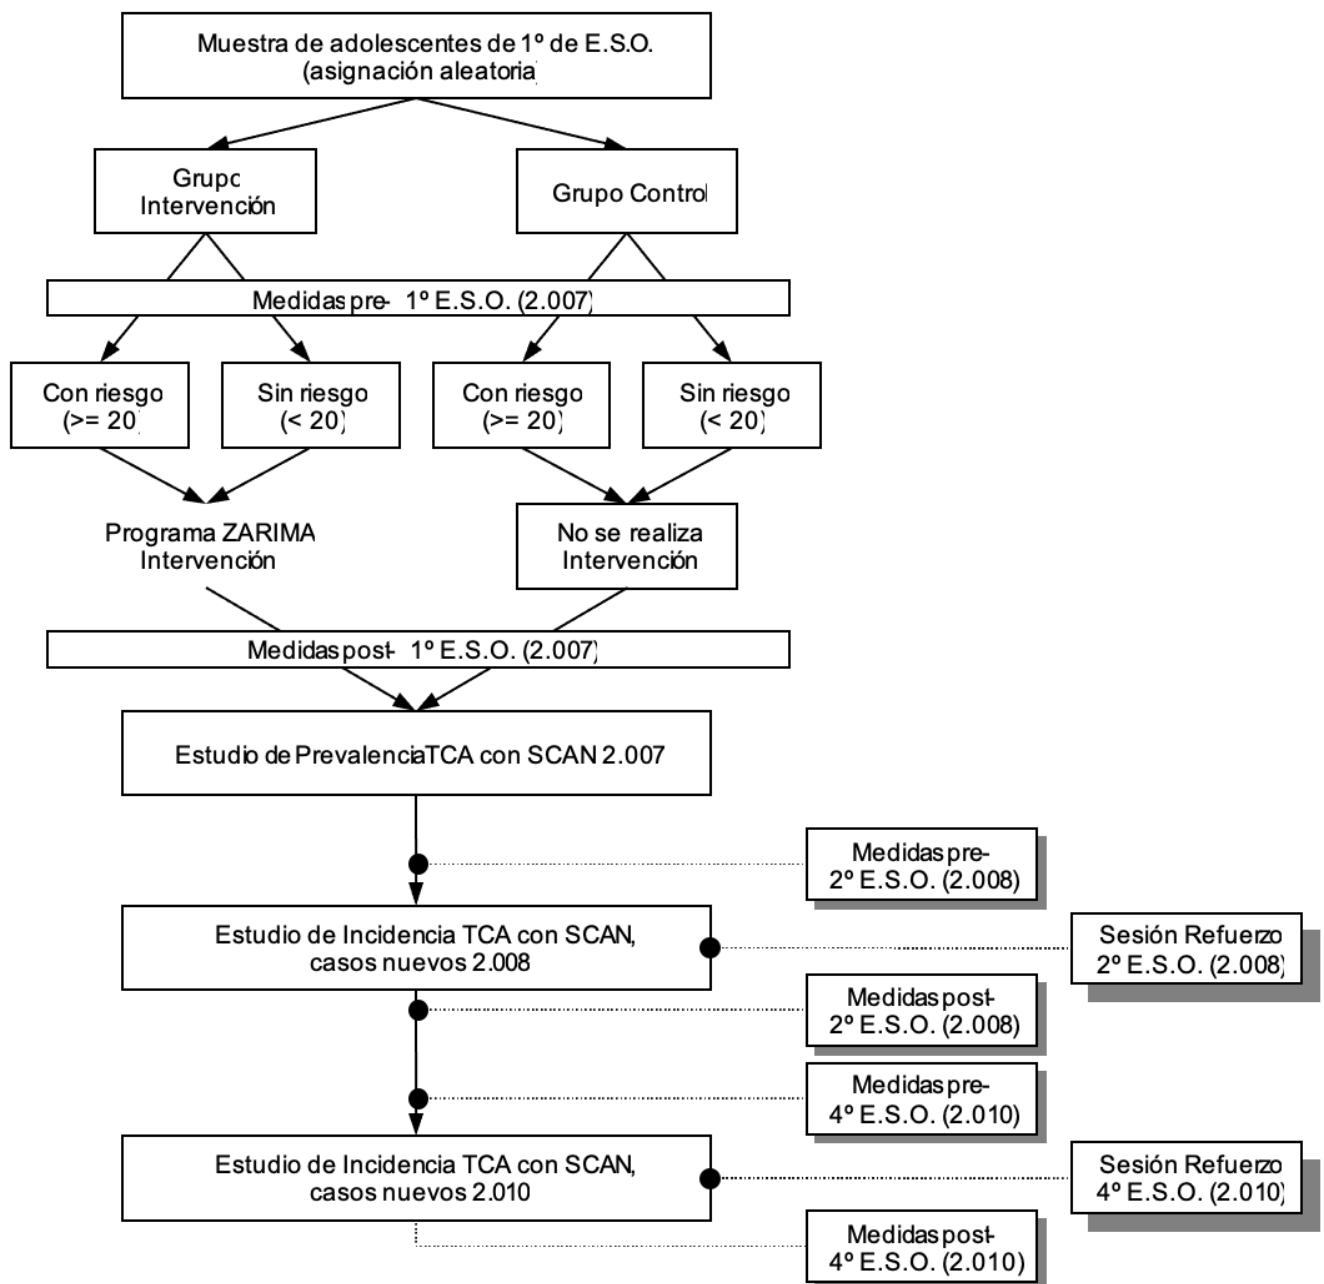 Muestra de adolescentes de 1º de E.S.O.
(asignación aleatoria)
Grupo
Intervención
Grupo Control
Medidas pre- 1º E.S.O. (2.007)
Con riesgo
(>= 20)
Sin riesgo
(< 20)
Con riesgo
(>= 20)
Sin riesgo
(< 20)
Programa ZARIMA
Intervención
No se realiza
Intervención
Medidas post- 1º E.S.O. (2.007)
Estudio de Prevalencia TCA con SCAN 2.007
Medidas pre-
2º E.S.O. (2.008)
Estudio de Incidencia TCA con SCAN,
casos nuevos 2.008
Sesión Refuerzo
2º E.S.O. (2.008)
Medidas post-
2º E.S.O. (2.008)
Medidas pre-
4º E.S.O. (2.010)
Estudio de Incidencia TCA con SCAN,
casos nuevos 2.010
Sesión Refuerzo
4º E.S.O. (2.010)
Medidas post-
4º E.S.O. (2.010)